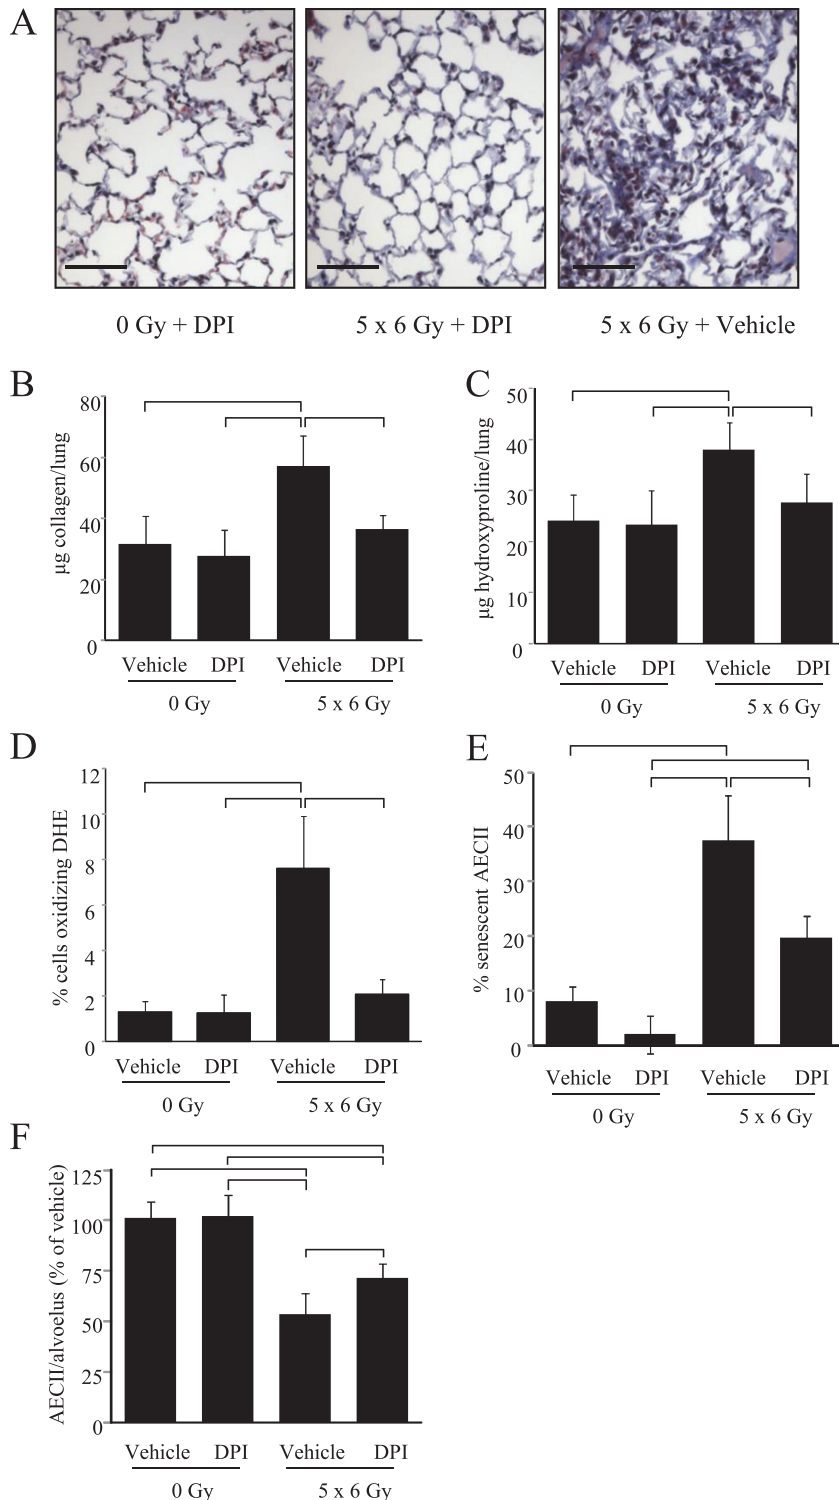 A
0 Gy + DPI
5 x 6 Gy + DPI
5 x 6 Gy + Vehicle
B
µg collagen/lung
80
60
40
20
0
Vehicle DPI Vehicle DPI
0 Gy 5 x 6 Gy
C
µg hydroxyproline/lung
50
40
30
20
10
0
Vehicle DPI Vehicle DPI
0 Gy 5 x 6 Gy
D
% cells oxidizing DHE
12
10
8
6
4
2
0
Vehicle DPI Vehicle DPI
0 Gy 5 x 6 Gy
E
% senescent AECII
50
40
30
20
10
0
Vehicle DPI Vehicle DPI
0 Gy 5 x 6 Gy
F
AECII/alvoelus (% of vehicle)
125
100
75
50
25
0
Vehicle DPI Vehicle DPI
0 Gy 5 x 6 Gy